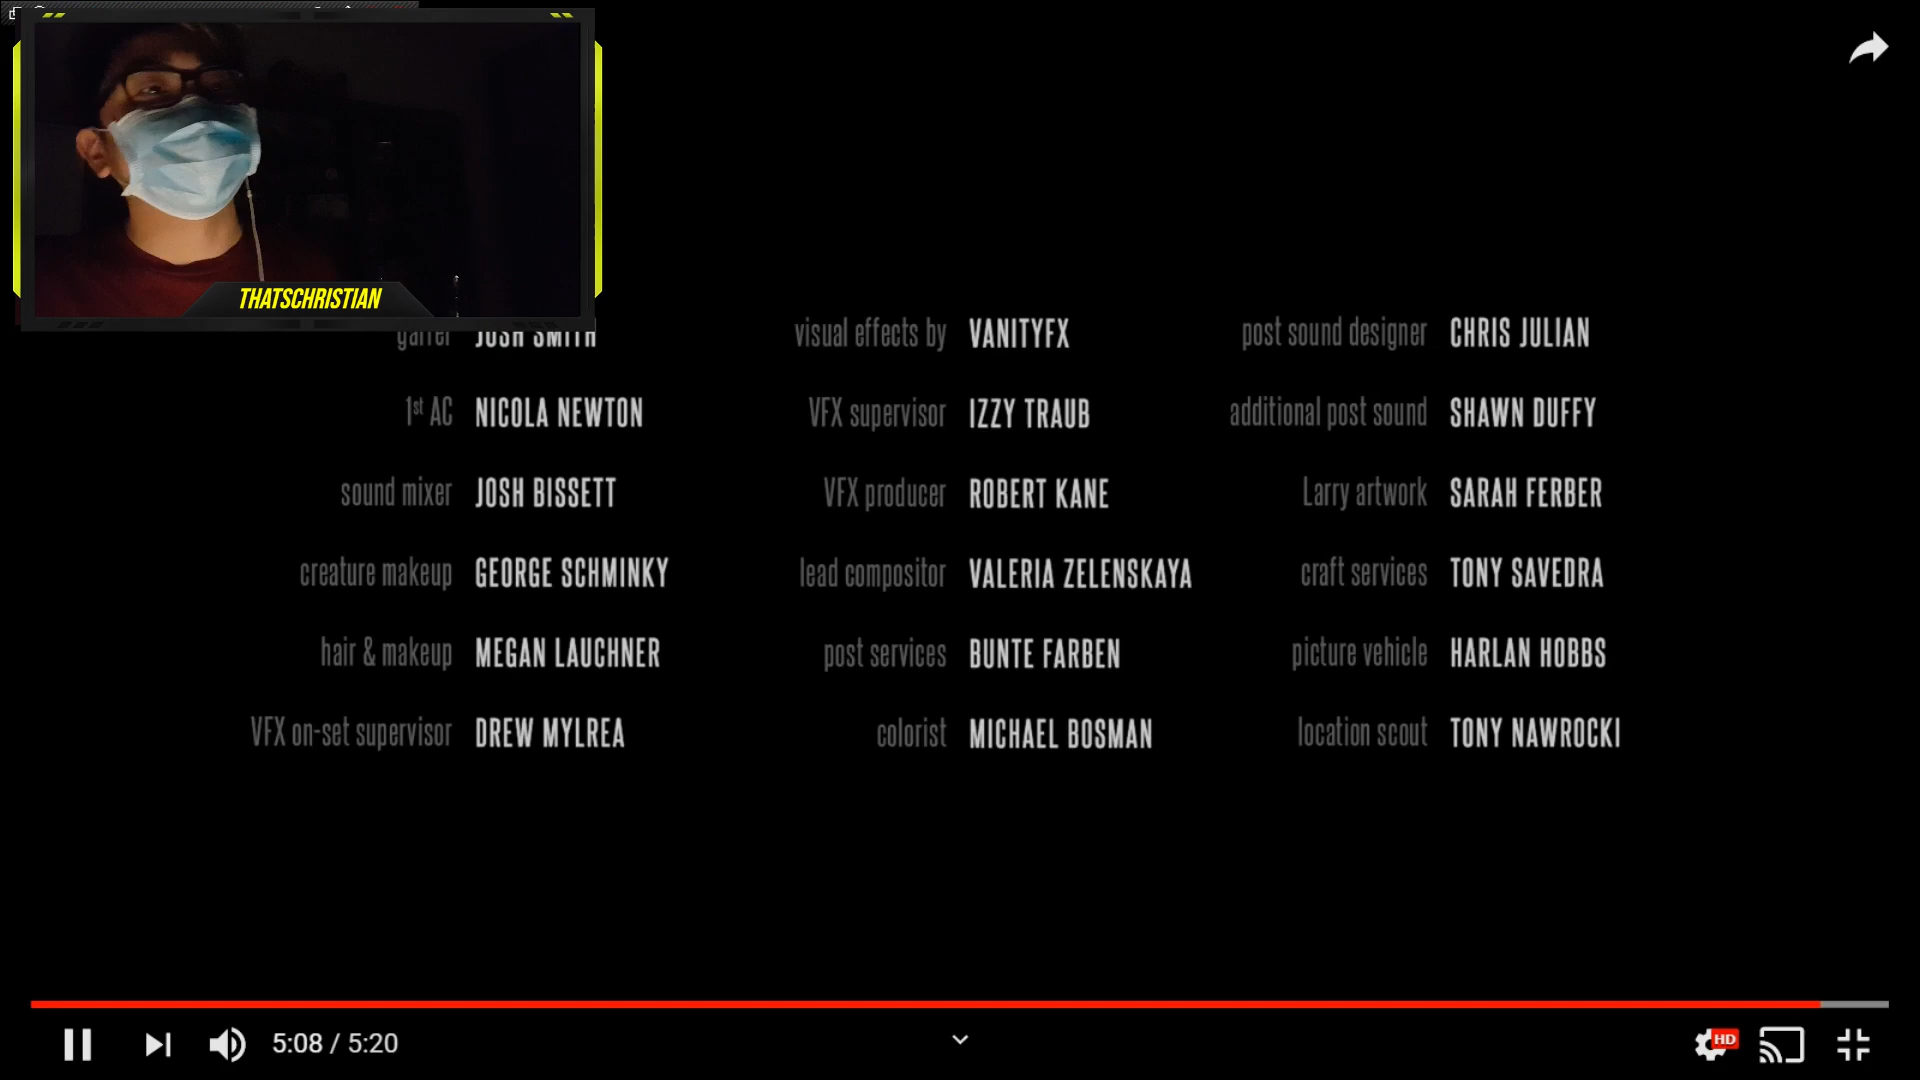 THATSCHRISTIAN
gaffer JOSH SMITH
1st AC NICOLA NEWTON
sound mixer JOSH BISSETT
creature makeup GEORGE SCHMINKY
hair & makeup MEGAN LAUCHNER
VFX on-set supervisor DREW MYLREA
visual effects by VANITYFX
VFX supervisor IZZY TRAUB
VFX producer ROBERT KANE
lead compositor VALERIA ZELENSKAYA
post services BUNTE FARBEN
colorist MICHAEL BOSMAN
post sound designer CHRIS JULIAN
additional post sound SHAWN DUFFY
Larry artwork SARAH FERBER
craft services TONY SAVEDRA
picture vehicle HARLAN HOBBS
location scout TONY NAWROCKI
5:08 / 5:20
HD